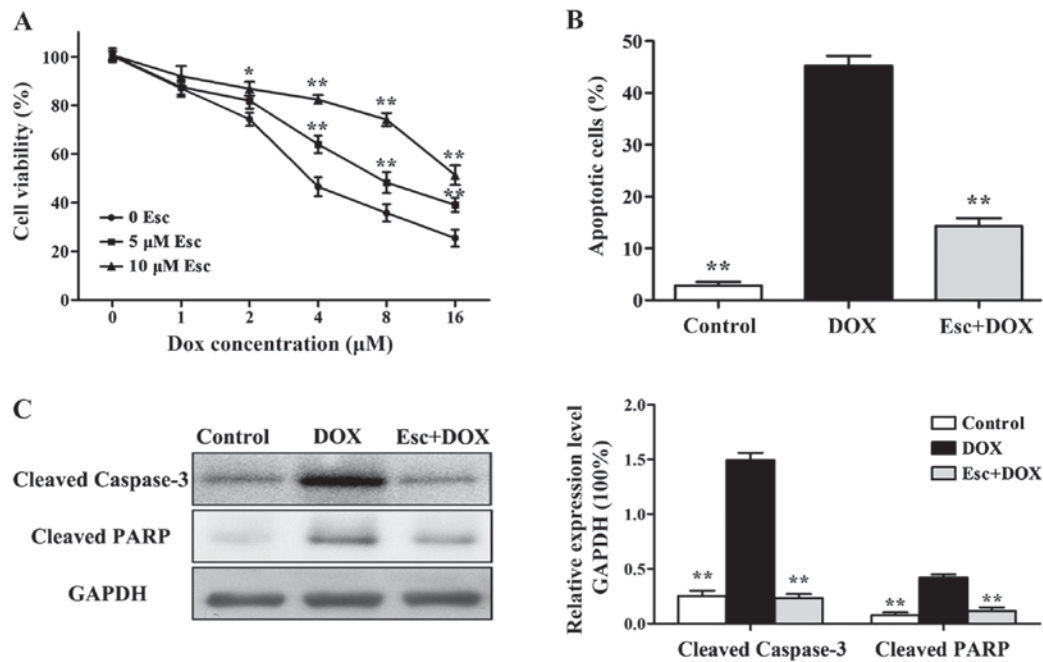 A
Cell viability (%)
100
80
60
40
20
0
* ** ** **
** ** **
0 Esc
5 μM Esc
10 μM Esc
0 1 2 4 8 16
Dox concentration (μM)
B
Apoptotic cells (%)
50
40
30
20
10
0
** **
Control DOX Esc+DOX
C
Control DOX Esc+DOX
Cleaved Caspase-3
Cleaved PARP
GAPDH
Relative expression level
GAPDH (100%)
2.0
1.5
1.0
0.5
0.0
Control
DOX
Esc+DOX
** ** ** **
Cleaved Caspase-3 Cleaved PARP